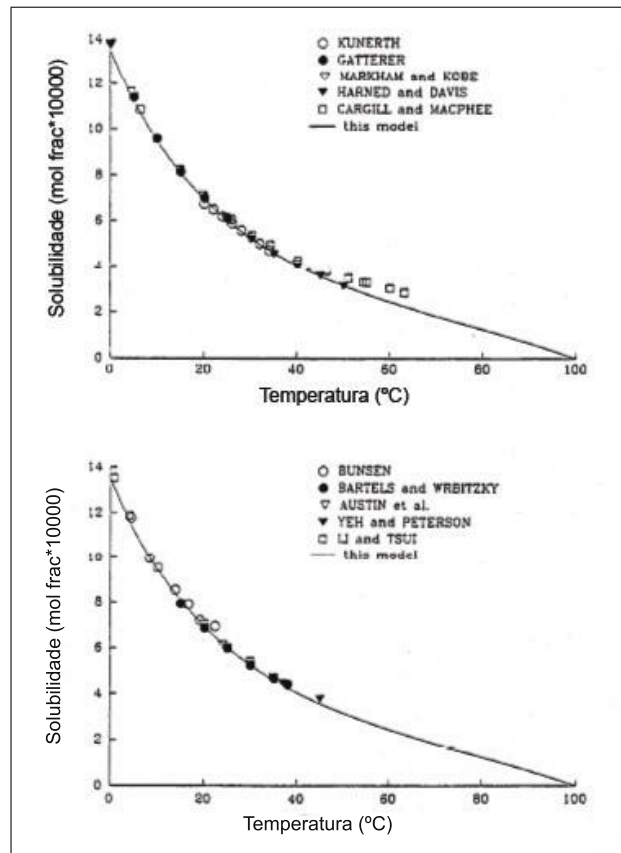 14
12
10
8
6
4
2
0
Solubilidade (mol frac*10000)
KUNERTH
GATTERER
MARKHAM and KOBE
HARNED and DAVIS
CARGILL and MACPHEE
this model
0 20 40 60 80 100
Temperatura (ºC)
14
12
10
8
6
4
2
0
Solubilidade (mol frac*10000)
BUNSEN
BARTELS and WRBITZKY
AUSTIN et al.
YEH and PETERSON
LI and TSUI
this model
0 20 40 60 80 100
Temperatura (ºC)